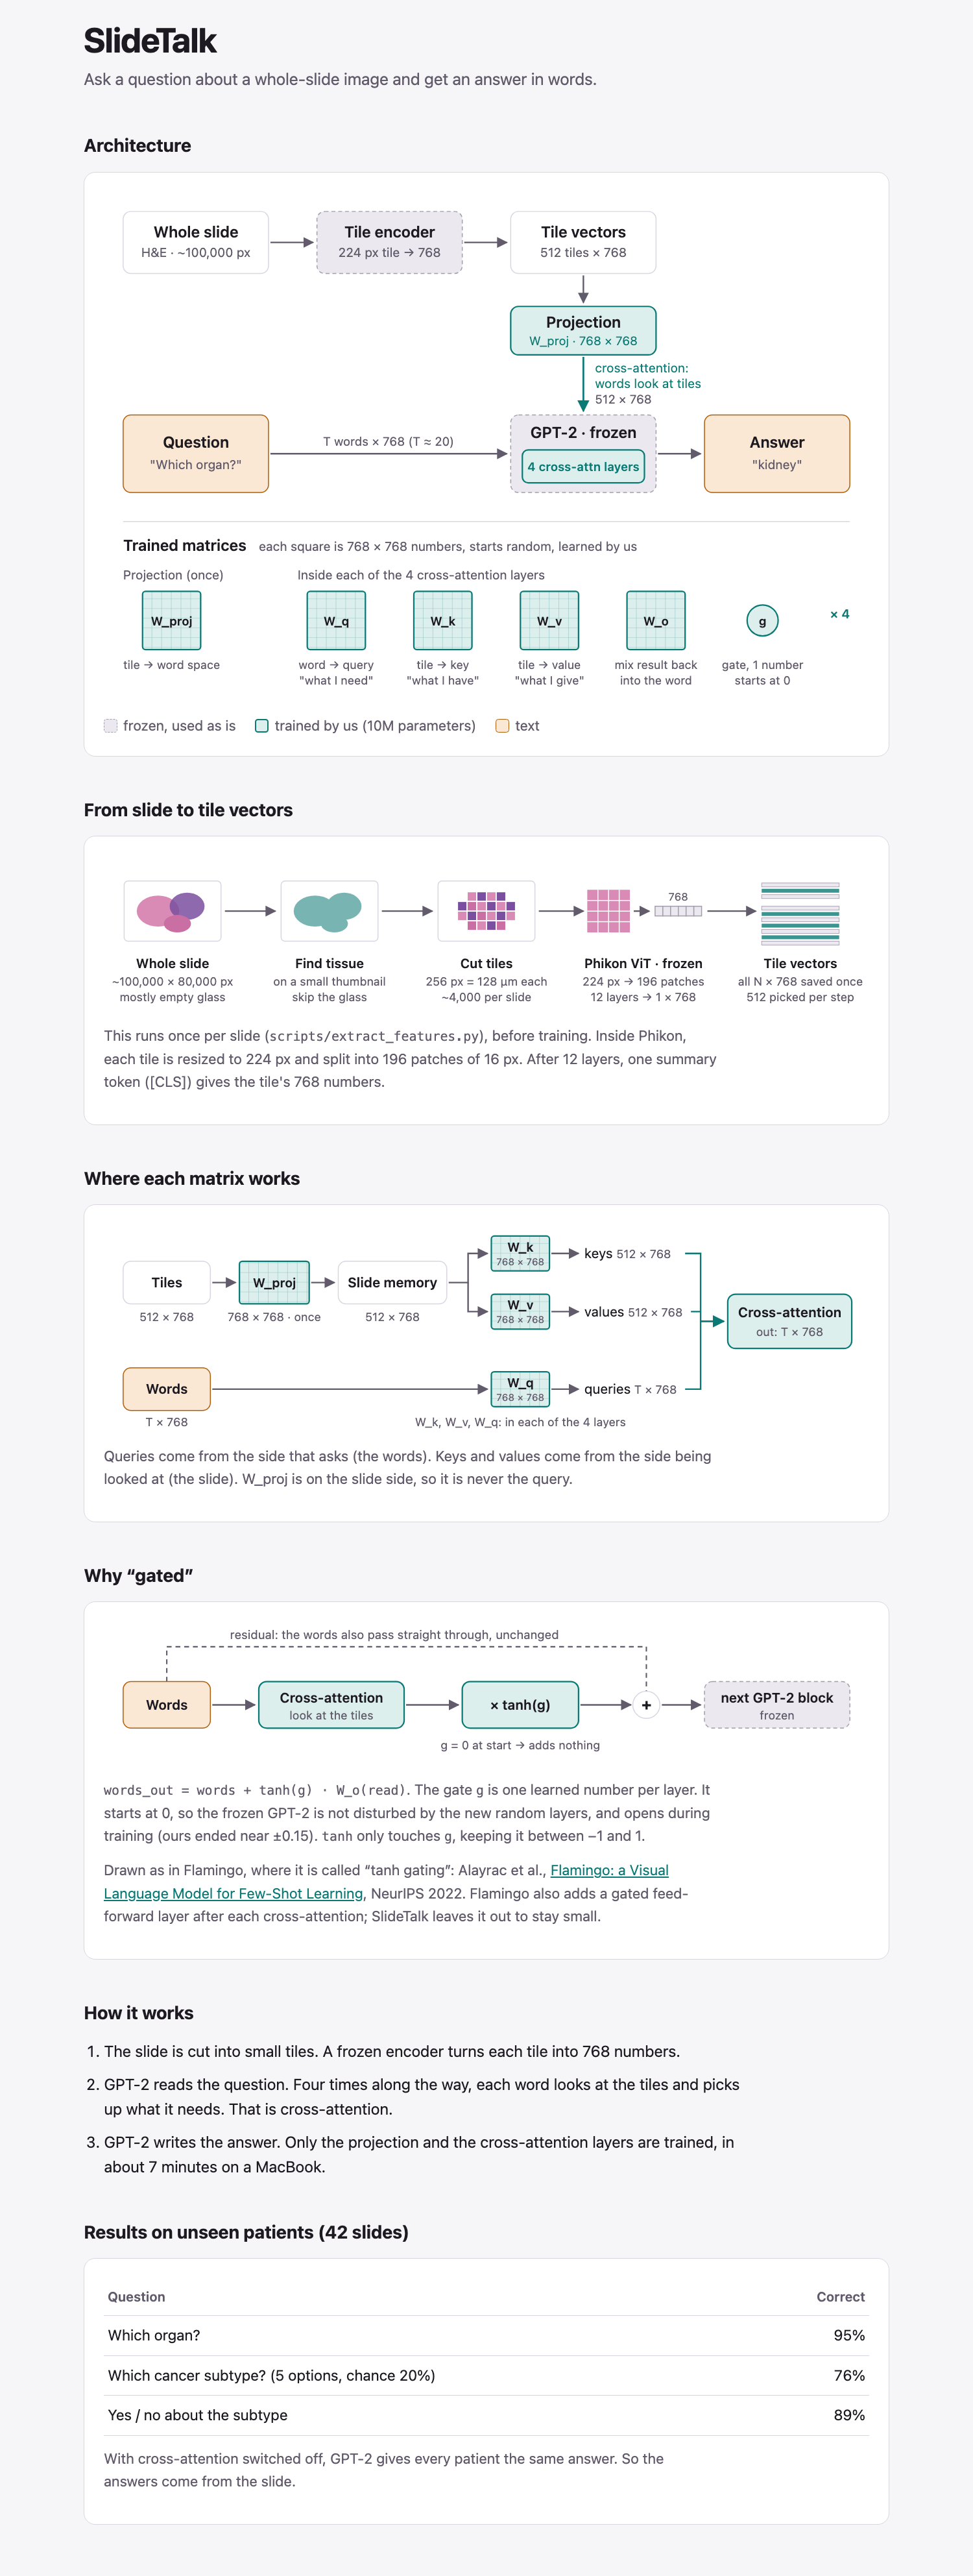 SlideTalk
Ask a question about a whole-slide image and get an answer in words.
Architecture
Whole slide
H&E · ~100,000 px
Tile encoder
224 px tile → 768
Tile vectors
512 tiles × 768
Projection
W_proj · 768 × 768
cross-attention:
words look at tiles
512 × 768
Question
"Which organ?"
T words × 768 (T ≈ 20)
GPT-2 · frozen
4 cross-attn layers
Answer
"kidney"
Trained matrices each square is 768 × 768 numbers, starts random, learned by us
Projection (once)
Inside each of the 4 cross-attention layers
W_proj
W_q
W_k
W_v
W_o
g
× 4
tile → word space
word → query
"what I need"
tile → key
"what I have"
tile → value
"what I give"
mix result back
into the word
gate, 1 number
starts at 0
frozen, used as is
trained by us (10M parameters)
text
From slide to tile vectors
768
Whole slide
~100,000 × 80,000 px
mostly empty glass
Find tissue
on a small thumbnail
skip the glass
Cut tiles
256 px = 128 µm each
~4,000 per slide
Phikon ViT · frozen
224 px → 196 patches
12 layers → 1 × 768
Tile vectors
all N × 768 saved once
512 picked per step
This runs once per slide (scripts/extract_features.py), before training. Inside Phikon,
each tile is resized to 224 px and split into 196 patches of 16 px. After 12 layers, one summary
token ([CLS]) gives the tile's 768 numbers.
Where each matrix works
Tiles
512 × 768
W_proj
768 × 768 · once
Slide memory
512 × 768
W_k
768 × 768
keys 512 × 768
W_v
768 × 768
values 512 × 768
Cross-attention
out: T × 768
Words
T × 768
W_q
768 × 768
queries T × 768
W_k, W_v, W_q: in each of the 4 layers
Queries come from the side that asks (the words). Keys and values come from the side being
looked at (the slide). W_proj is on the slide side, so it is never the query.
Why “gated”
residual: the words also pass straight through, unchanged
Words
Cross-attention
look at the tiles
× tanh(g)
+
next GPT-2 block
frozen
g = 0 at start → adds nothing
words_out = words + tanh(g) · W_o(read). The gate g is one learned number per layer. It
starts at 0, so the frozen GPT-2 is not disturbed by the new random layers, and opens during
training (ours ended near ±0.15). tanh only touches g, keeping it between −1 and 1.
Drawn as in Flamingo, where it is called “tanh gating”: Alayrac et al., Flamingo: a Visual
Language Model for Few-Shot Learning, NeurIPS 2022. Flamingo also adds a gated feed-
forward layer after each cross-attention; SlideTalk leaves it out to stay small.
How it works
1. The slide is cut into small tiles. A frozen encoder turns each tile into 768 numbers.
2. GPT-2 reads the question. Four times along the way, each word looks at the tiles and picks
up what it needs. That is cross-attention.
3. GPT-2 writes the answer. Only the projection and the cross-attention layers are trained, in
about 7 minutes on a MacBook.
Results on unseen patients (42 slides)
Question Correct
Which organ? 95%
Which cancer subtype? (5 options, chance 20%) 76%
Yes / no about the subtype 89%
With cross-attention switched off, GPT-2 gives every patient the same answer. So the
answers come from the slide.